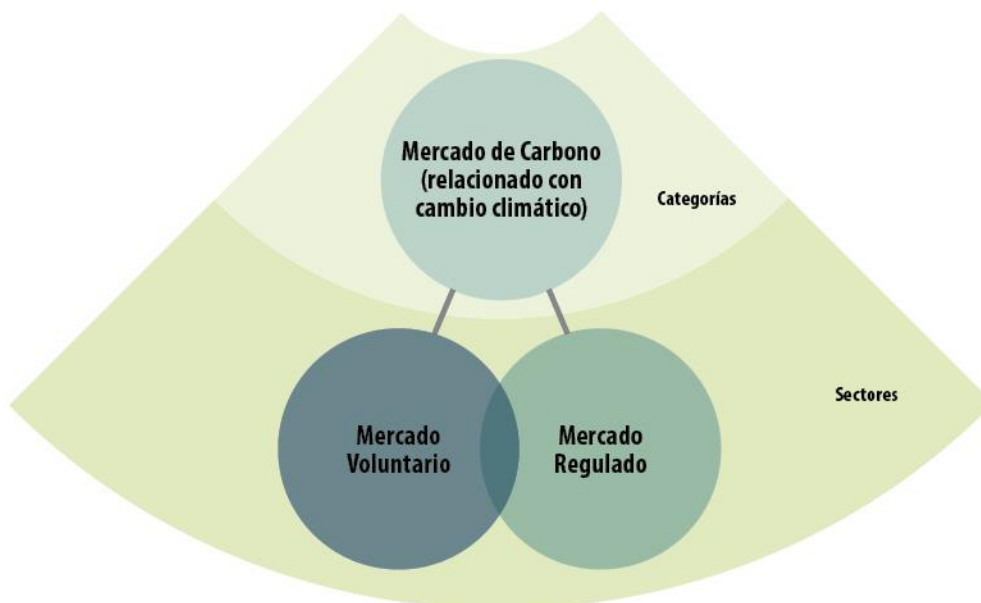 Mercado de Carbono
(relacionado con
cambio climático)
Categorías
Sectores
Mercado
Voluntario
Mercado
Regulado